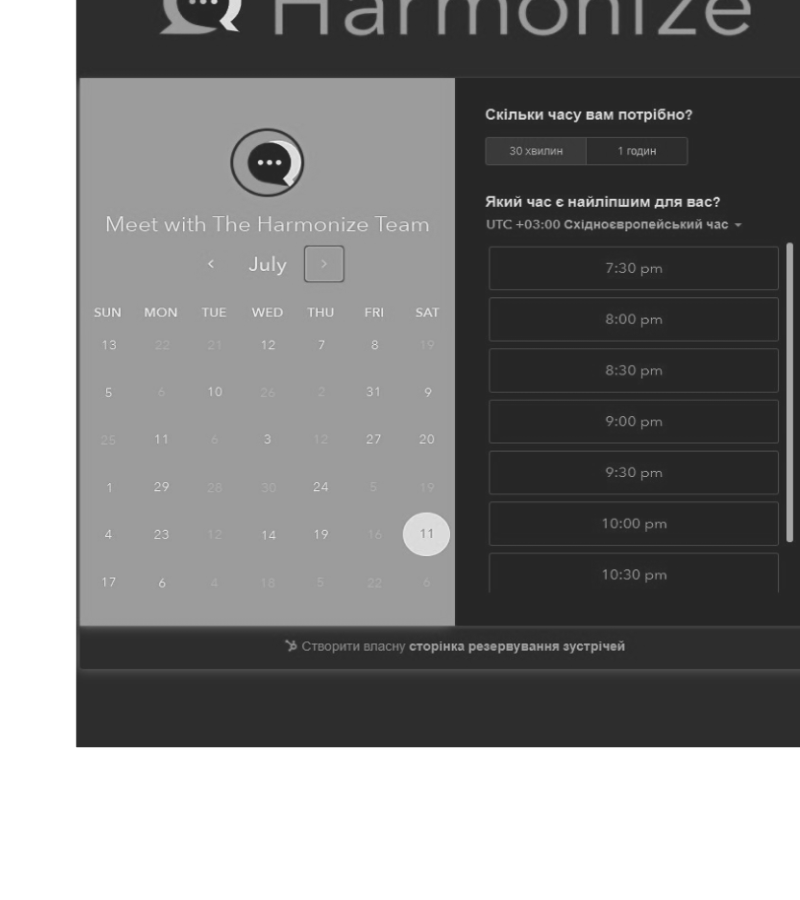 Harmonize
Meet with The Harmonize Team
< July >
SUN MON TUE WED THU FRI SAT
13 22 21 12 7 8 19
5 6 10 26 2 31 9
25 11 6 3 12 27 20
1 29 28 30 24 5 19
4 23 12 14 19 16 11
17 6 4 18 5 22 6
Скільки часу вам потрібно?
30 хвилин 1 годин
Який час є найліпшим для вас?
UTC +03:00 Східноєвропейський час
7:30 pm
8:00 pm
8:30 pm
9:00 pm
9:30 pm
10:00 pm
10:30 pm
Створити власну сторінка резервування зустрічей